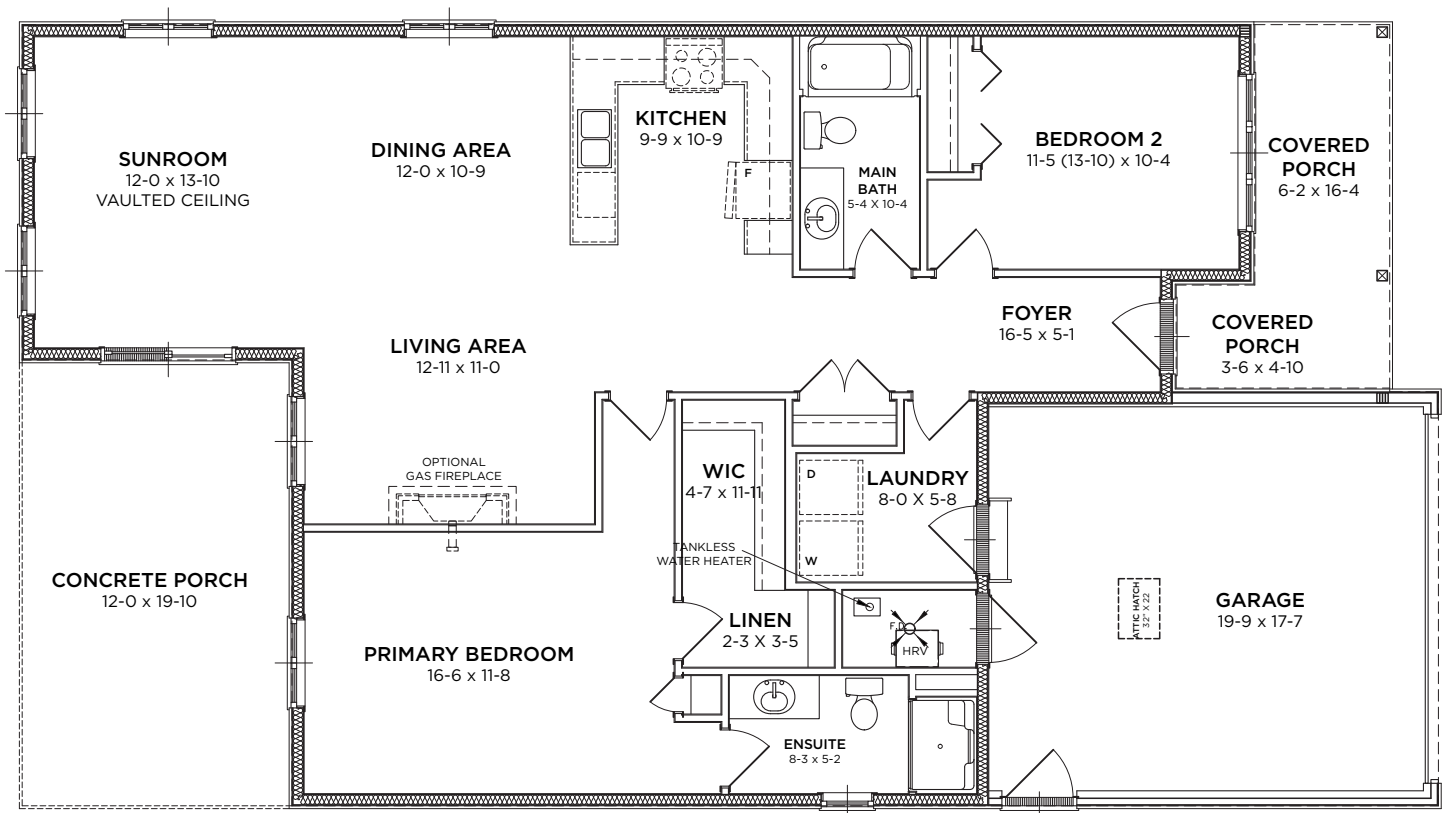 SUNROOM
12-0 x 13-10
VAULTED CEILING
DINING AREA
12-0 x 10-9
KITCHEN
9-9 x 10-9
F
MAIN
BATH
5-4 X 10-4
BEDROOM 2
11-5 (13-10) x 10-4
COVERED
PORCH
6-2 x 16-4
LIVING AREA
12-11 x 11-0
FOYER
16-5 x 5-1
COVERED
PORCH
3-6 x 4-10
OPTIONAL
GAS FIREPLACE
WIC
4-7 x 11-11
D
LAUNDRY
8-0 X 5-8
W
TANKLESS
WATER HEATER
CONCRETE PORCH
12-0 x 19-10
LINEN
2-3 X 3-5
F.D.
HRV
ATTIC HATCH
32" X 22
GARAGE
19-9 x 17-7
PRIMARY BEDROOM
16-6 x 11-8
ENSUITE
8-3 x 5-2